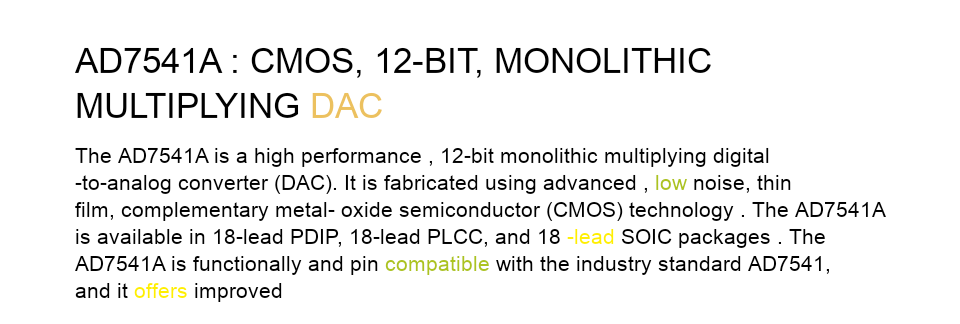 AD7541A : CMOS, 12-BIT, MONOLITHIC
MULTIPLYING DAC
The AD7541A is a high performance , 12-bit monolithic multiplying digital
-to-analog converter (DAC). It is fabricated using advanced , low noise, thin
film, complementary metal- oxide semiconductor (CMOS) technology . The AD7541A
is available in 18-lead PDIP, 18-lead PLCC, and 18 -lead SOIC packages . The
AD7541A is functionally and pin compatible with the industry standard AD7541,
and it offers improved